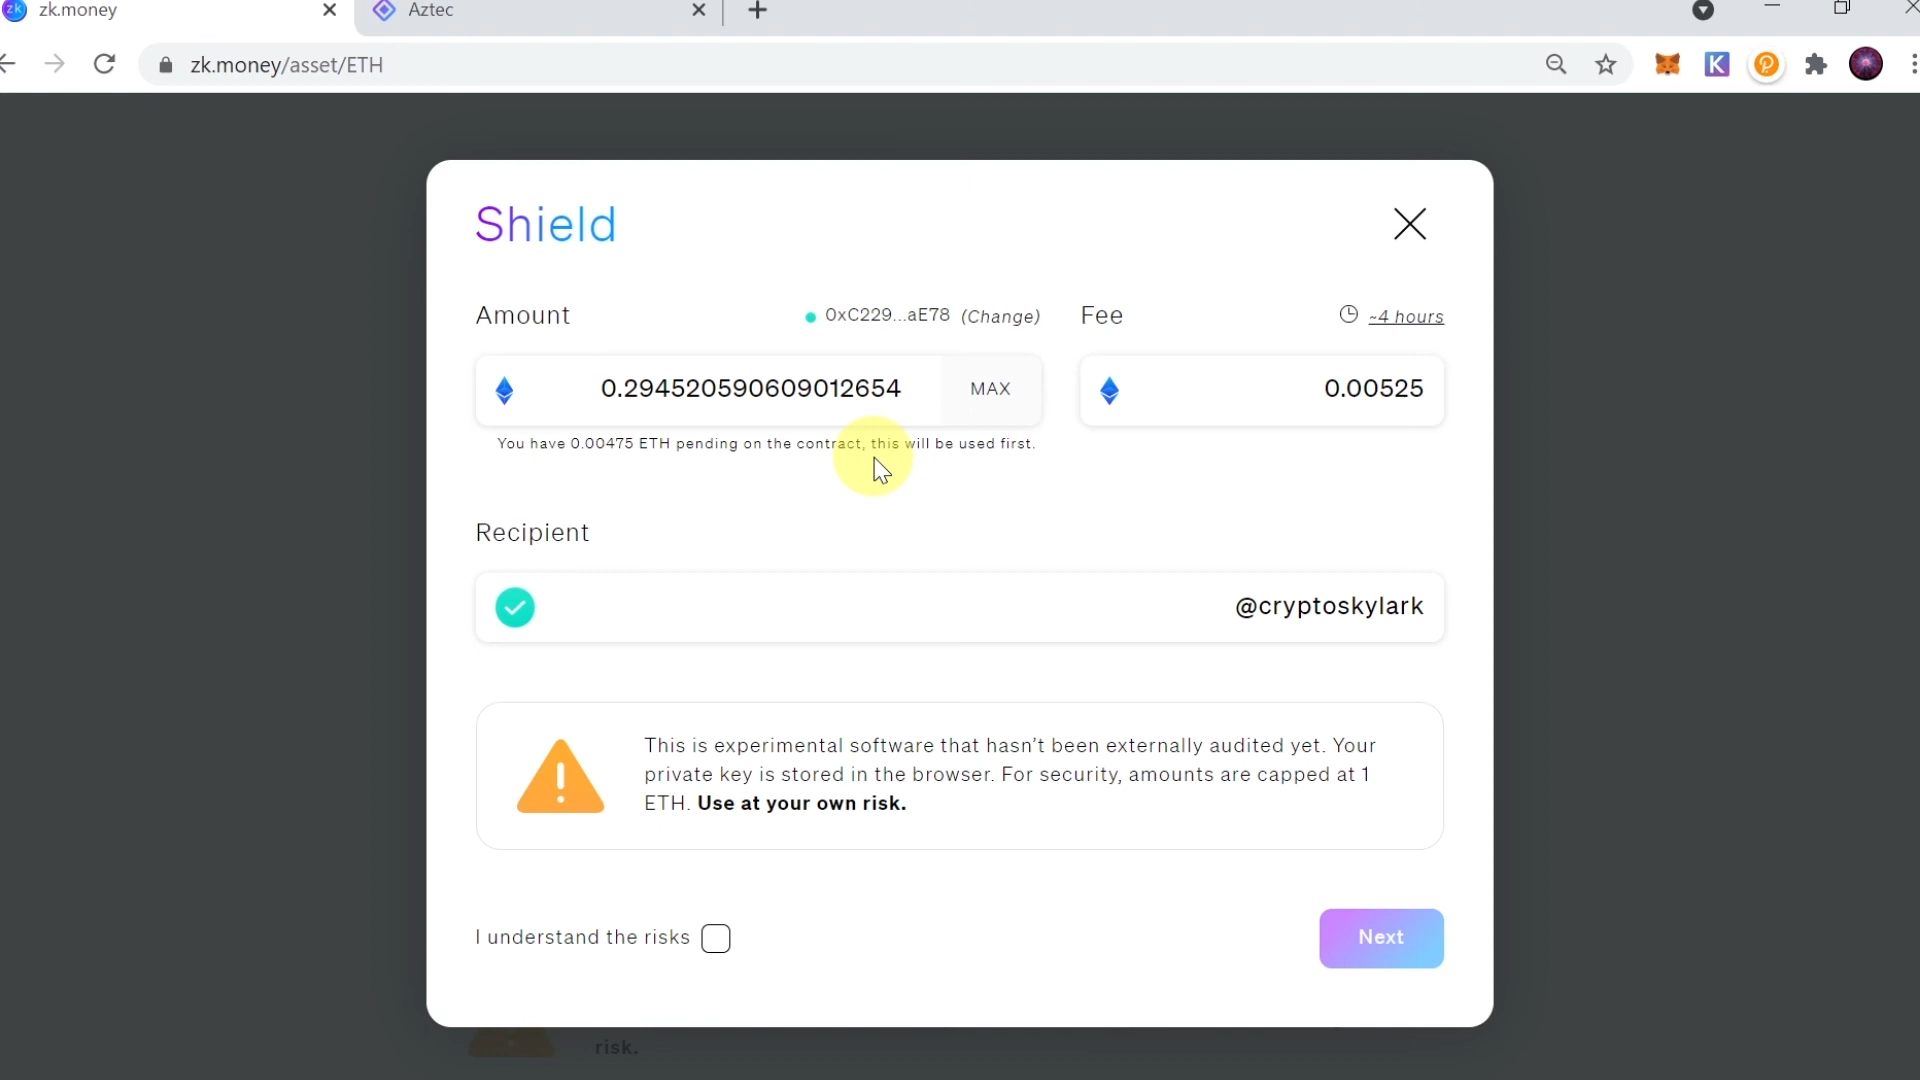 zk zk.money
Aztec
zk.money/asset/ETH
Shield
Amount
0xC229...aE78 (Change)
Fee
~4 hours
0.294520590609012654
MAX
0.00525
You have 0.00475 ETH pending on the contract, this will be used first.
Recipient
@cryptoskylark
This is experimental software that hasn't been externally audited yet. Your
private key is stored in the browser. For security, amounts are capped at 1
ETH. Use at your own risk.
I understand the risks
Next
risk.